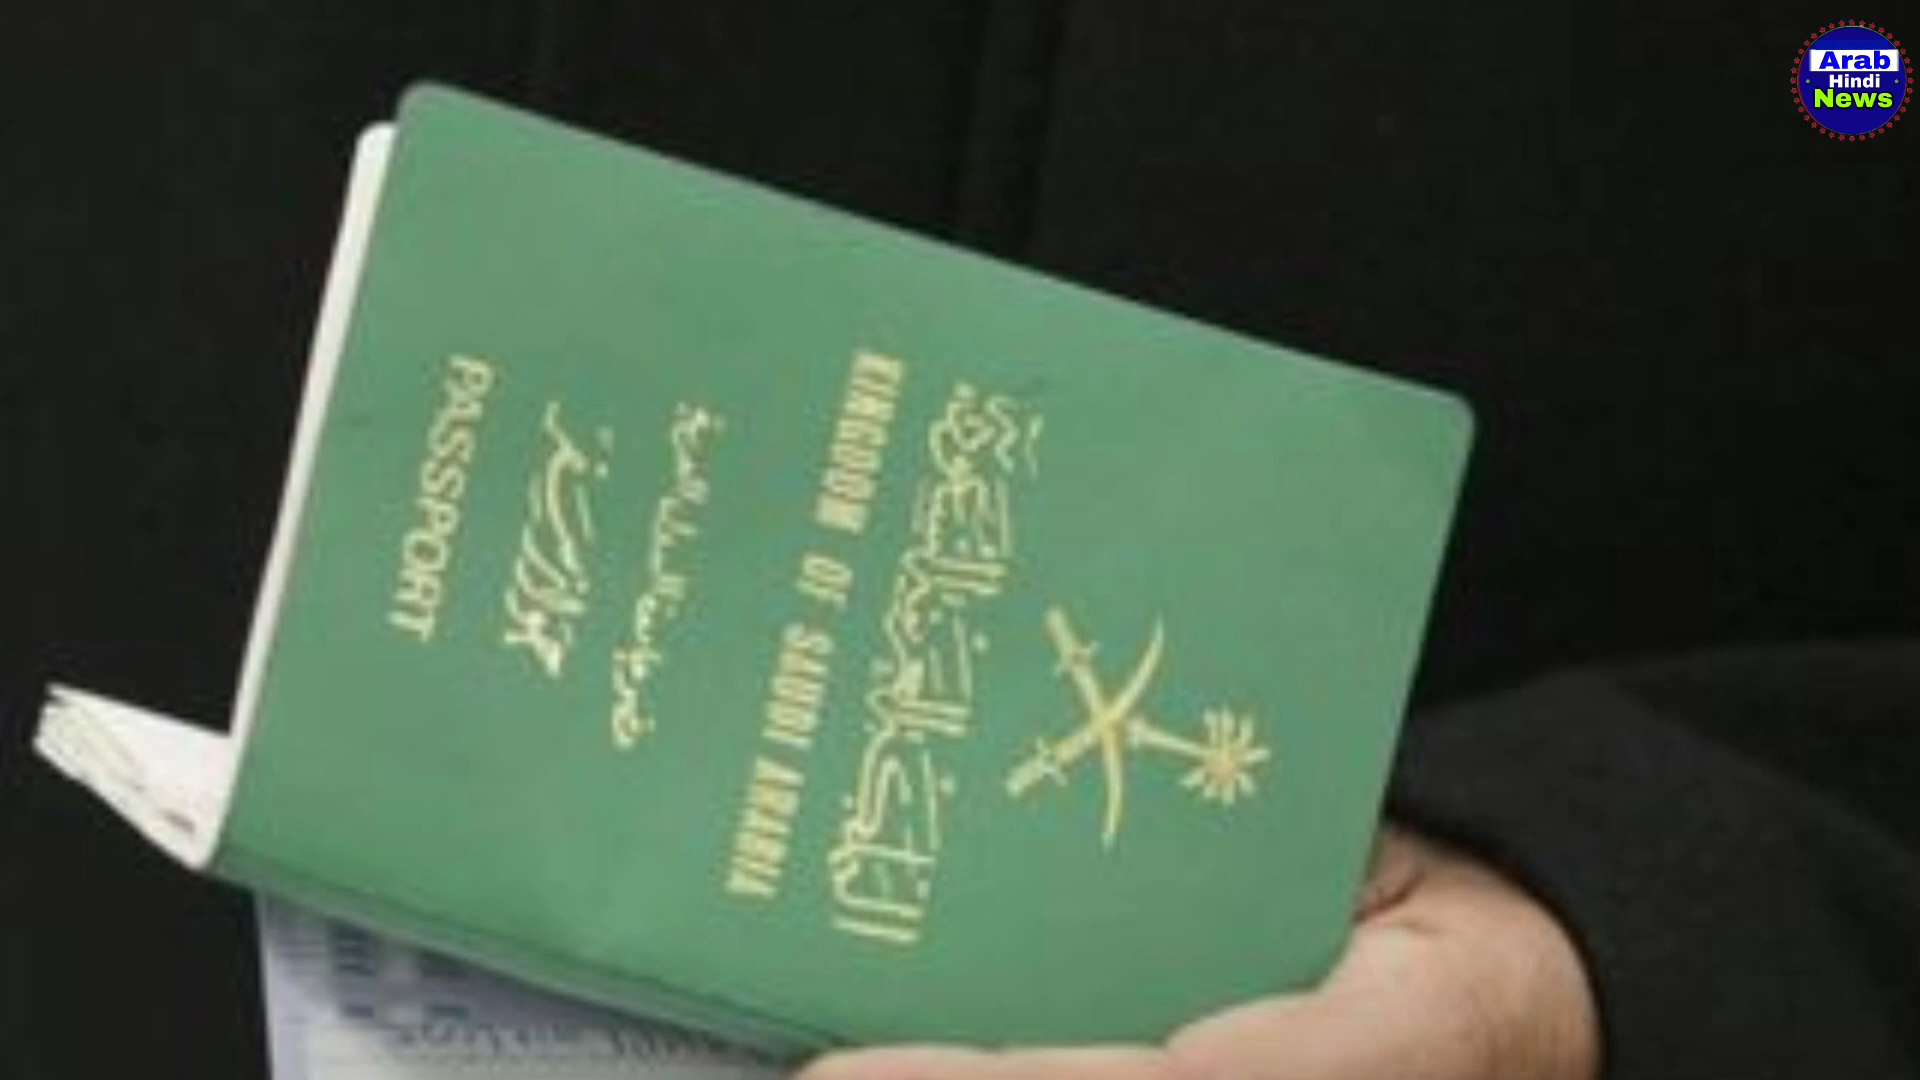 المملكة العربية السعودية
KINGDOM OF SAUDI ARABIA
جواز سفر
PASSPORT
Arab
Hindi
News